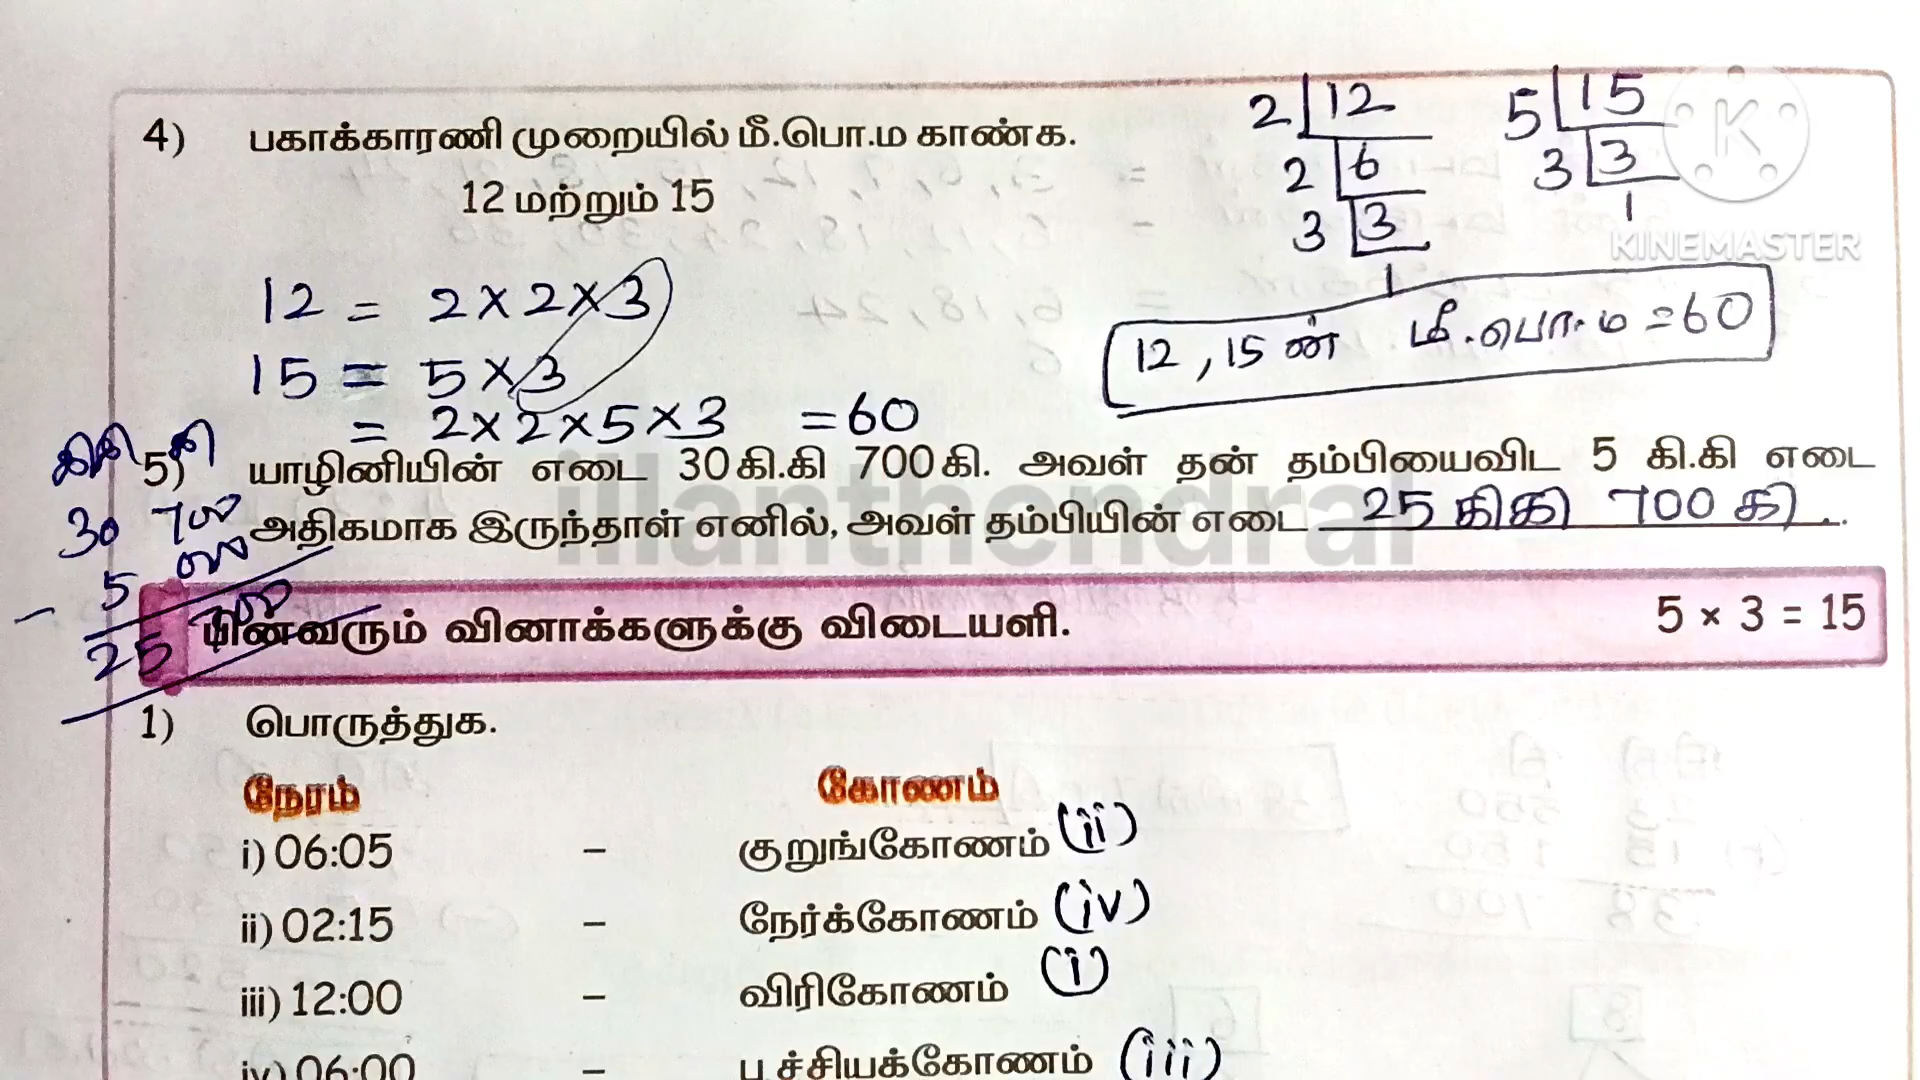 4) பகாக்காரணி முறையில் மீ.பொ.ம காண்க.
12 மற்றும் 15
2 12
2 6
3 3
1
5 15
3 3
1
KINEMASTER
12 = 2 × 2 × 3
15 = 5 × 3
= 2 × 2 × 5 × 3 = 60
12 , 15 ன் மீ.பொ.ம = 60
5) யாழினியின் எடை 30 கி.கி 700 கி. அவள் தன் தம்பியைவிட 5 கி.கி எடை
அதிகமாக இருந்தாள் எனில், அவள் தம்பியின் எடை 25 கிகி 700 கி.
கிகி கி
30 700
- 5 000
25 700
illanthendral
பின்வரும் வினாக்களுக்கு விடையளி. 5 × 3 = 15
1) பொருத்துக.
நேரம் கோணம்
i) 06:05 – குறுங்கோணம் (ii)
ii) 02:15 – நேர்க்கோணம் (iv)
iii) 12:00 – விரிகோணம் (i)
iv) 06:00 – பூச்சியக்கோணம் (iii)